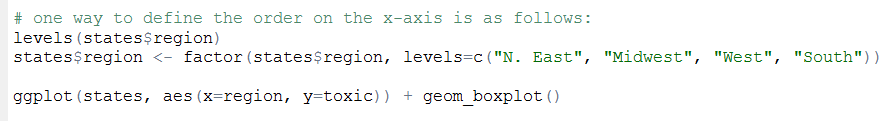 # one way to define the order on the x-axis is as follows:
levels(states$region)
states$region <- factor(states$region, levels=c("N. East", "Midwest", "West", "South"))
ggplot(states, aes(x=region, y=toxic)) + geom_boxplot()